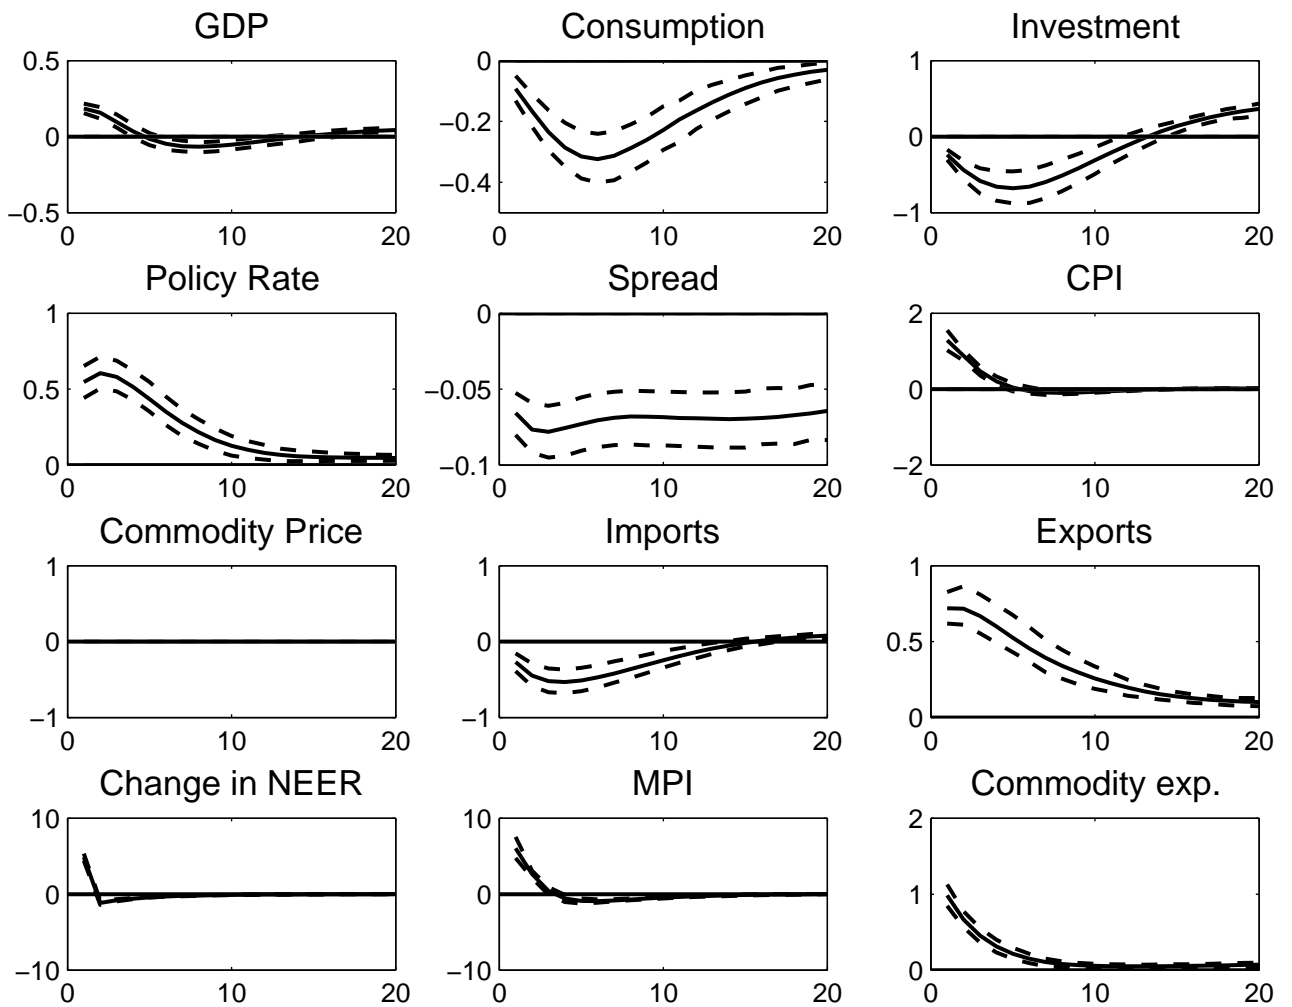 GDP Consumption Investment
0.5 0 1
0 −0.2 0
−0.5 −0.4 −1
0 10 20 0 10 20 0 10 20
Policy Rate Spread CPI
1 0 2
0.5 −0.05 0
0 −0.1 −2
0 10 20 0 10 20 0 10 20
Commodity Price Imports Exports
1 1 1
0 0 0.5
−1 −1 0
0 10 20 0 10 20 0 10 20
Change in NEER MPI Commodity exp.
10 10 2
0 0 1
−10 −10 0
0 10 20 0 10 20 0 10 20